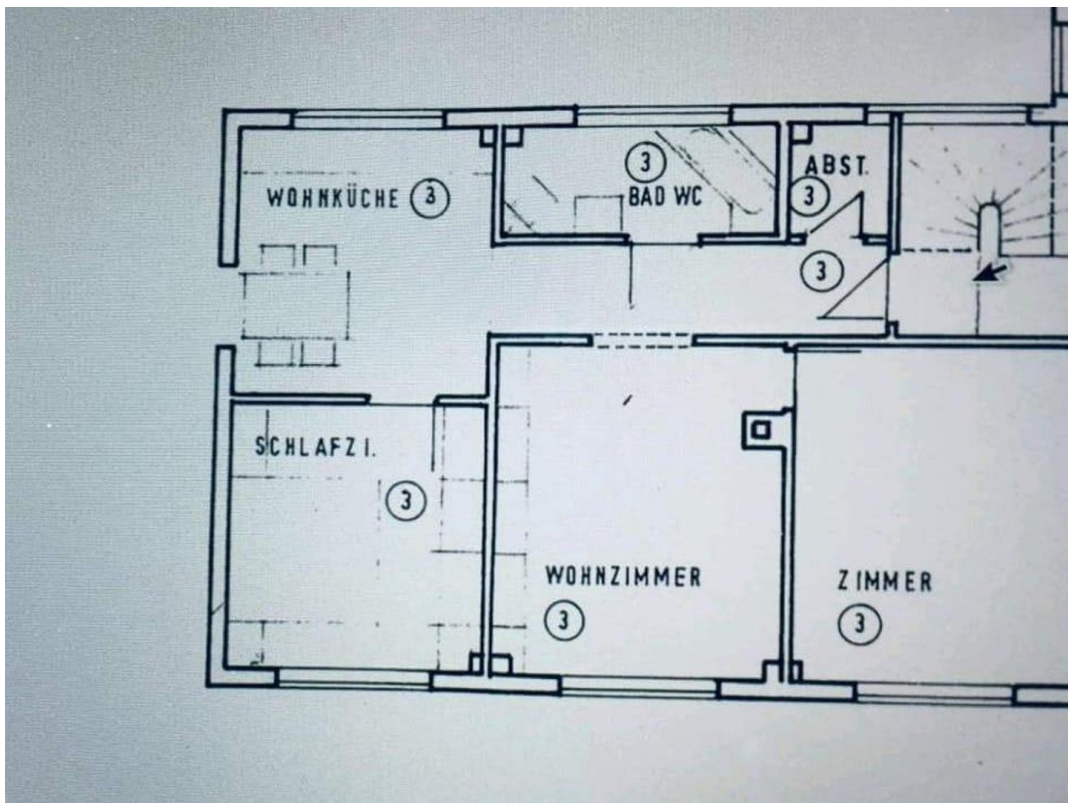 3
ABST.
WOHNKÜCHE 3
BAD WC
3
3
SCHLAFZI.
3
WOHNZIMMER
ZIMMER
3
3